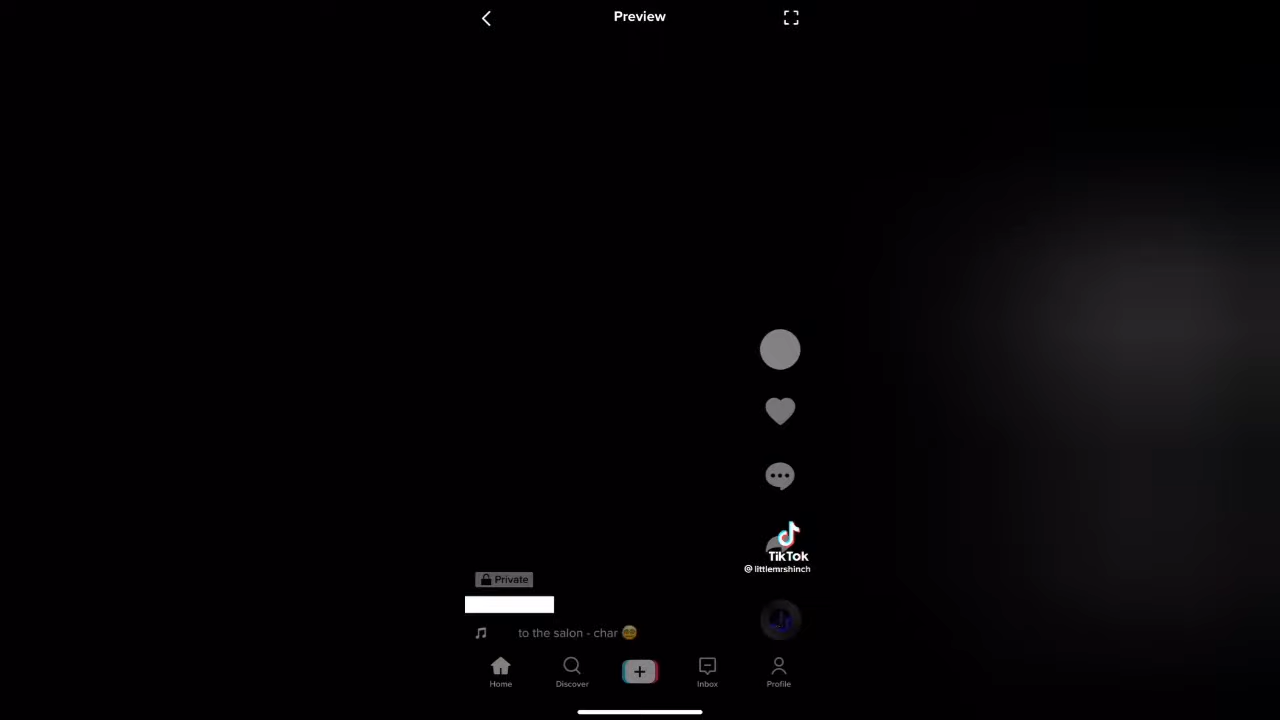 Preview
TikTok
@ littlemrshinch
Private
to the salon - char 😊
Home
Discover
Inbox
Profile